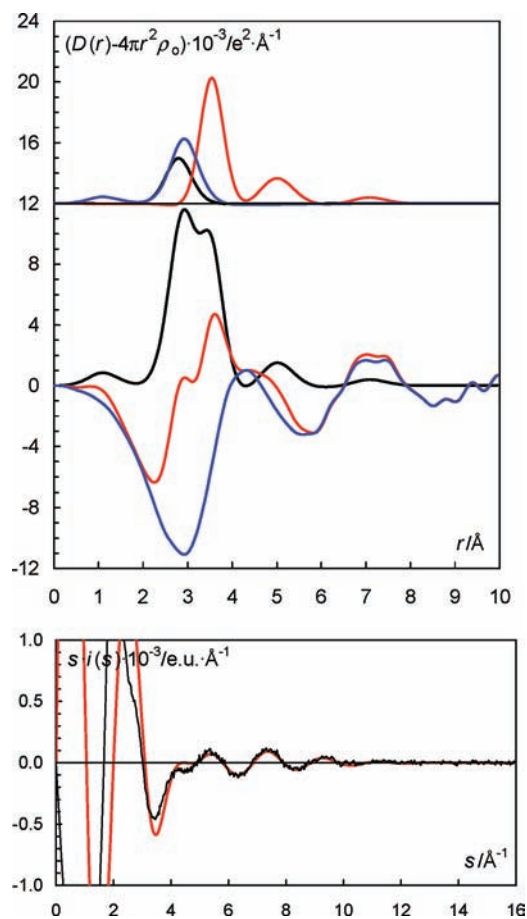 24
(D(r)-4πr²ρₒ)·10⁻³/e²·Å⁻¹
20
16
12
8
4
0
-4
-8
-12
r/Å
0 1 2 3 4 5 6 7 8 9 10
1.0
s·i(s)·10⁻³/e.u.·Å⁻¹
0.5
0.0
-0.5
s/Å⁻¹
-1.0
0 2 4 6 8 10 12 14 16